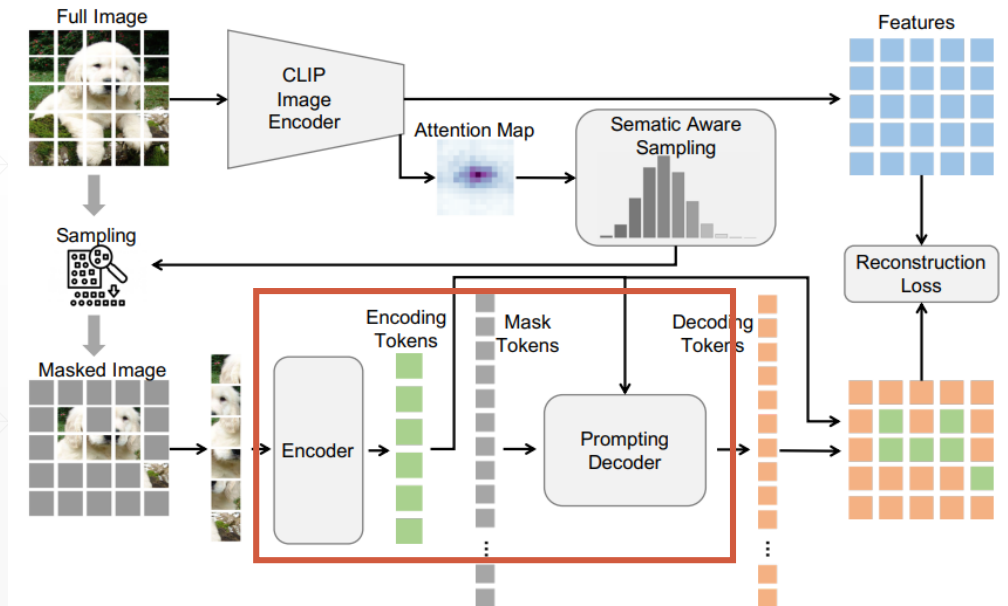 Full Image
Features
CLIP
Image
Encoder
Attention Map
Sematic Aware
Sampling
Sampling
Reconstruction
Loss
Encoding
Tokens
Mask
Tokens
Decoding
Tokens
Masked Image
Encoder
Prompting
Decoder